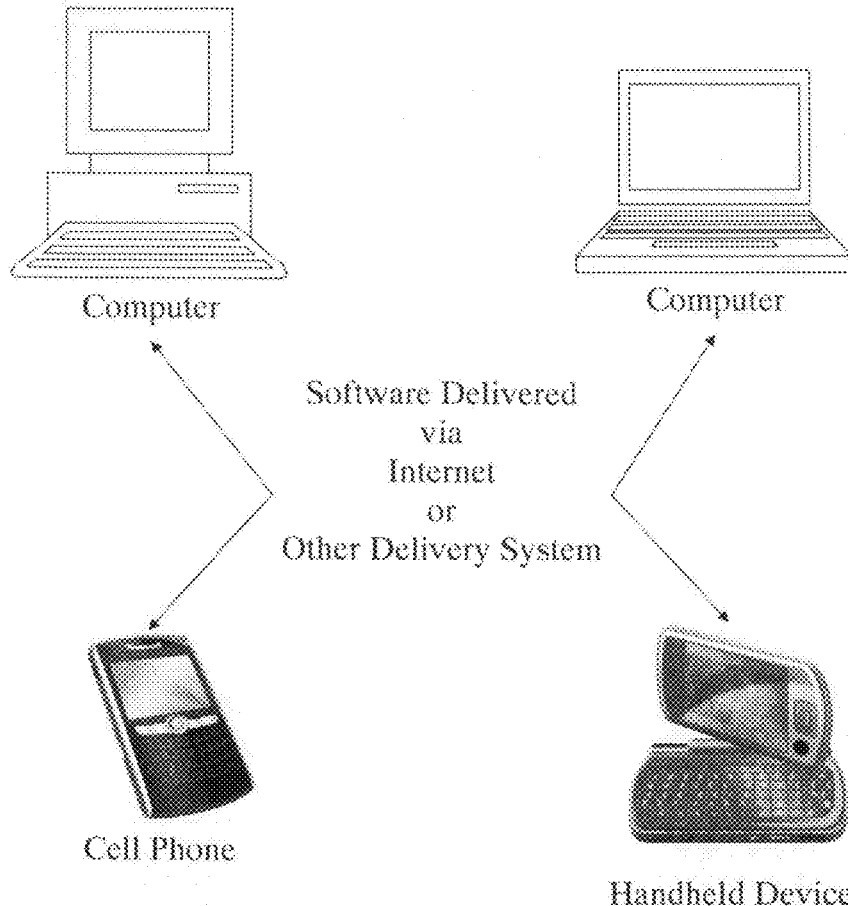 Computer
Computer
Software Delivered
via
Internet
or
Other Delivery System
Cell Phone
Handheld Device